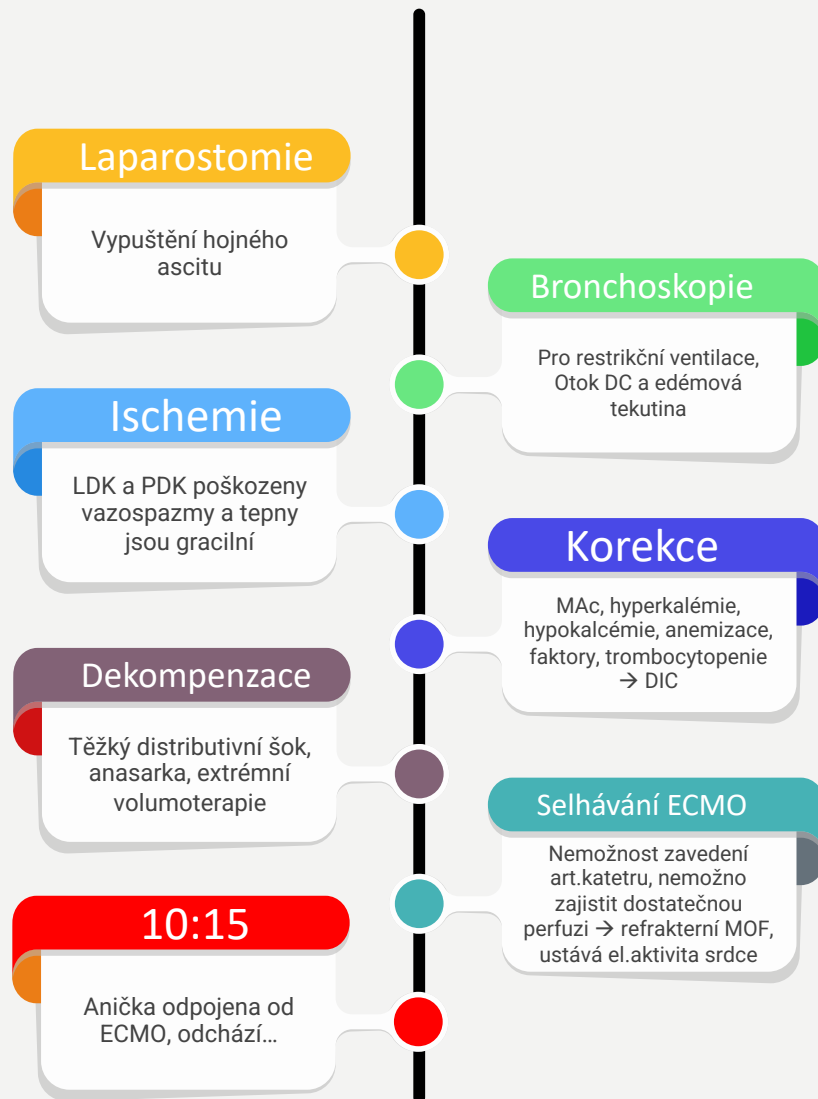 Laparostomie
Vypuštění hojného
ascitu
Bronchoskopie
Pro restrikční ventilace,
Otok DC a edémová
tekutina
Ischemie
LDK a PDK poškozeny
vazospazmy a tepny
jsou gracilní
Korekce
MAc, hyperkalémie,
hypokalcémie, anemizace,
faktory, trombocytopenie
→ DIC
Dekompenzace
Těžký distributivní šok,
anasarka, extrémní
volumoterapie
Selhávání ECMO
Nemožnost zavedení
art.katetru, nemožno
zajistit dostatečnou
perfuzi → refrakterní MOF,
ustává el.aktivita srdce
10:15
Anička odpojena od
ECMO, odchází…